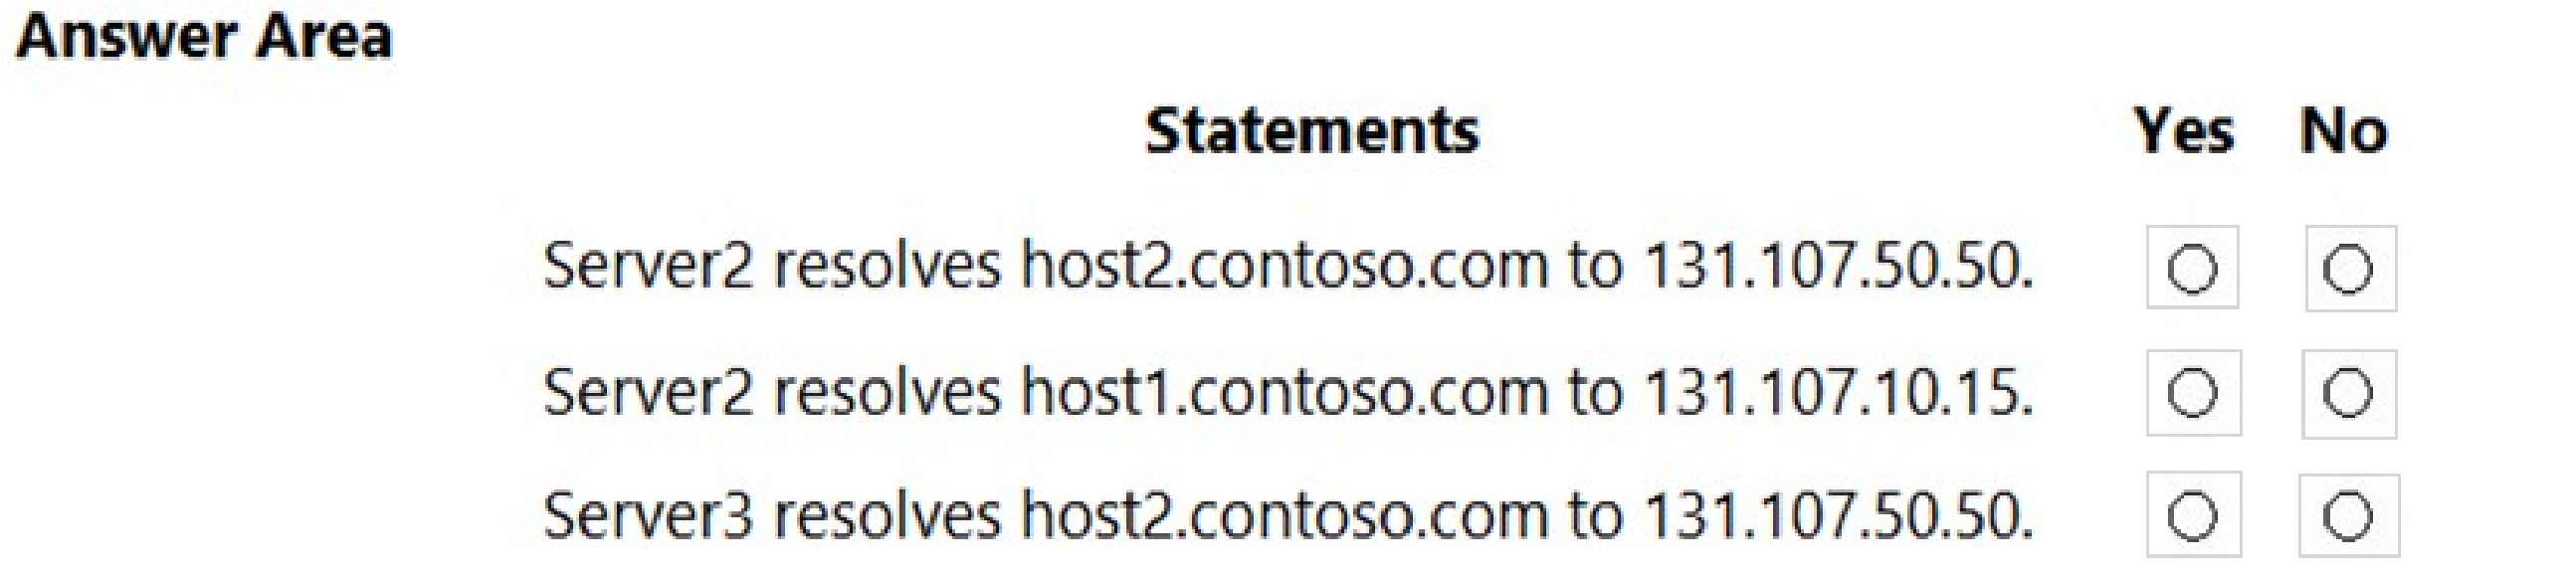 Answer Area
Statements Yes No
Server2 resolves host2.contoso.com to 131.107.50.50.
Server2 resolves host1.contoso.com to 131.107.10.15.
Server3 resolves host2.contoso.com to 131.107.50.50.